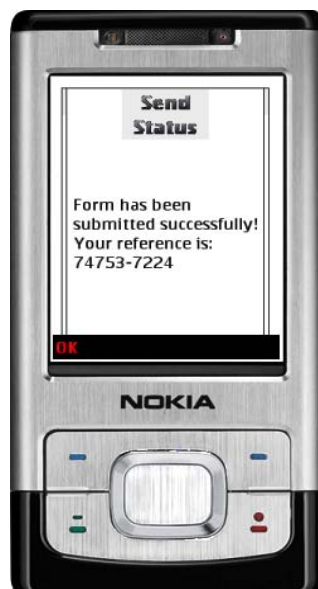 Send
Status
Form has been
submitted successfully!
Your reference is:
74753-7224
OK
NOKIA